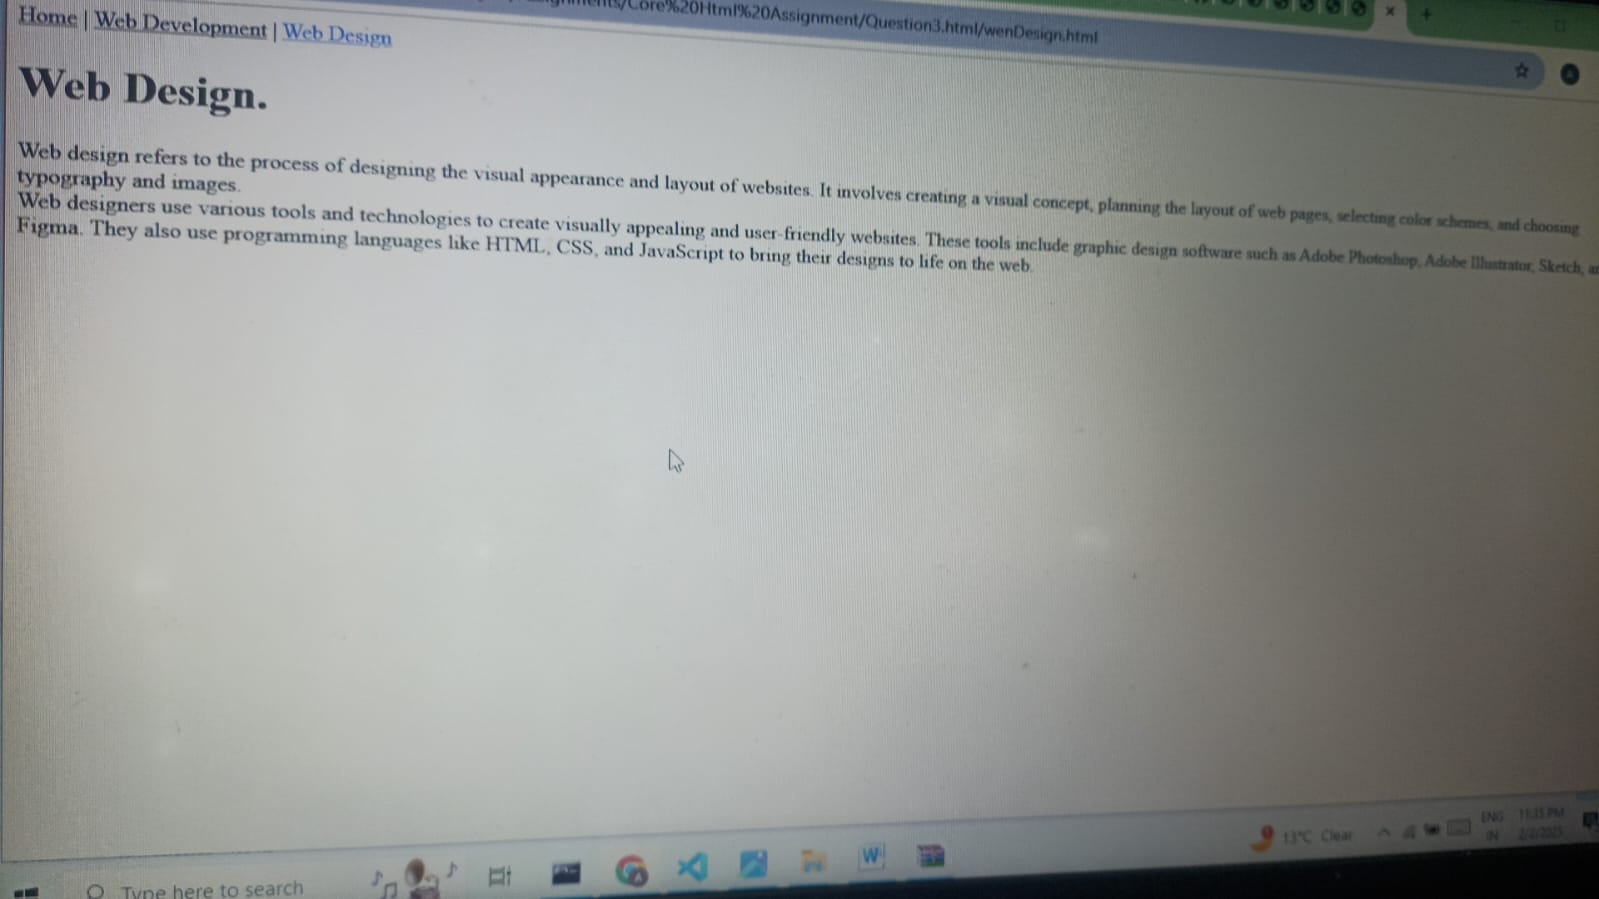 Core%20Html%20Assignment/Question3.html/wenDesign.html
Home | Web Development | Web Design
Web Design.
Web design refers to the process of designing the visual appearance and layout of websites. It involves creating a visual concept, planning the layout of web pages, selecting color schemes, and choosing
typography and images.
Web designers use various tools and technologies to create visually appealing and user-friendly websites. These tools include graphic design software such as Adobe Photoshop, Adobe Illustrator, Sketch,
Figma. They also use programming languages like HTML, CSS, and JavaScript to bring their designs to life on the web.
Type here to search
13°C Clear
ENG
IN
11:35 PM
2/2/2025